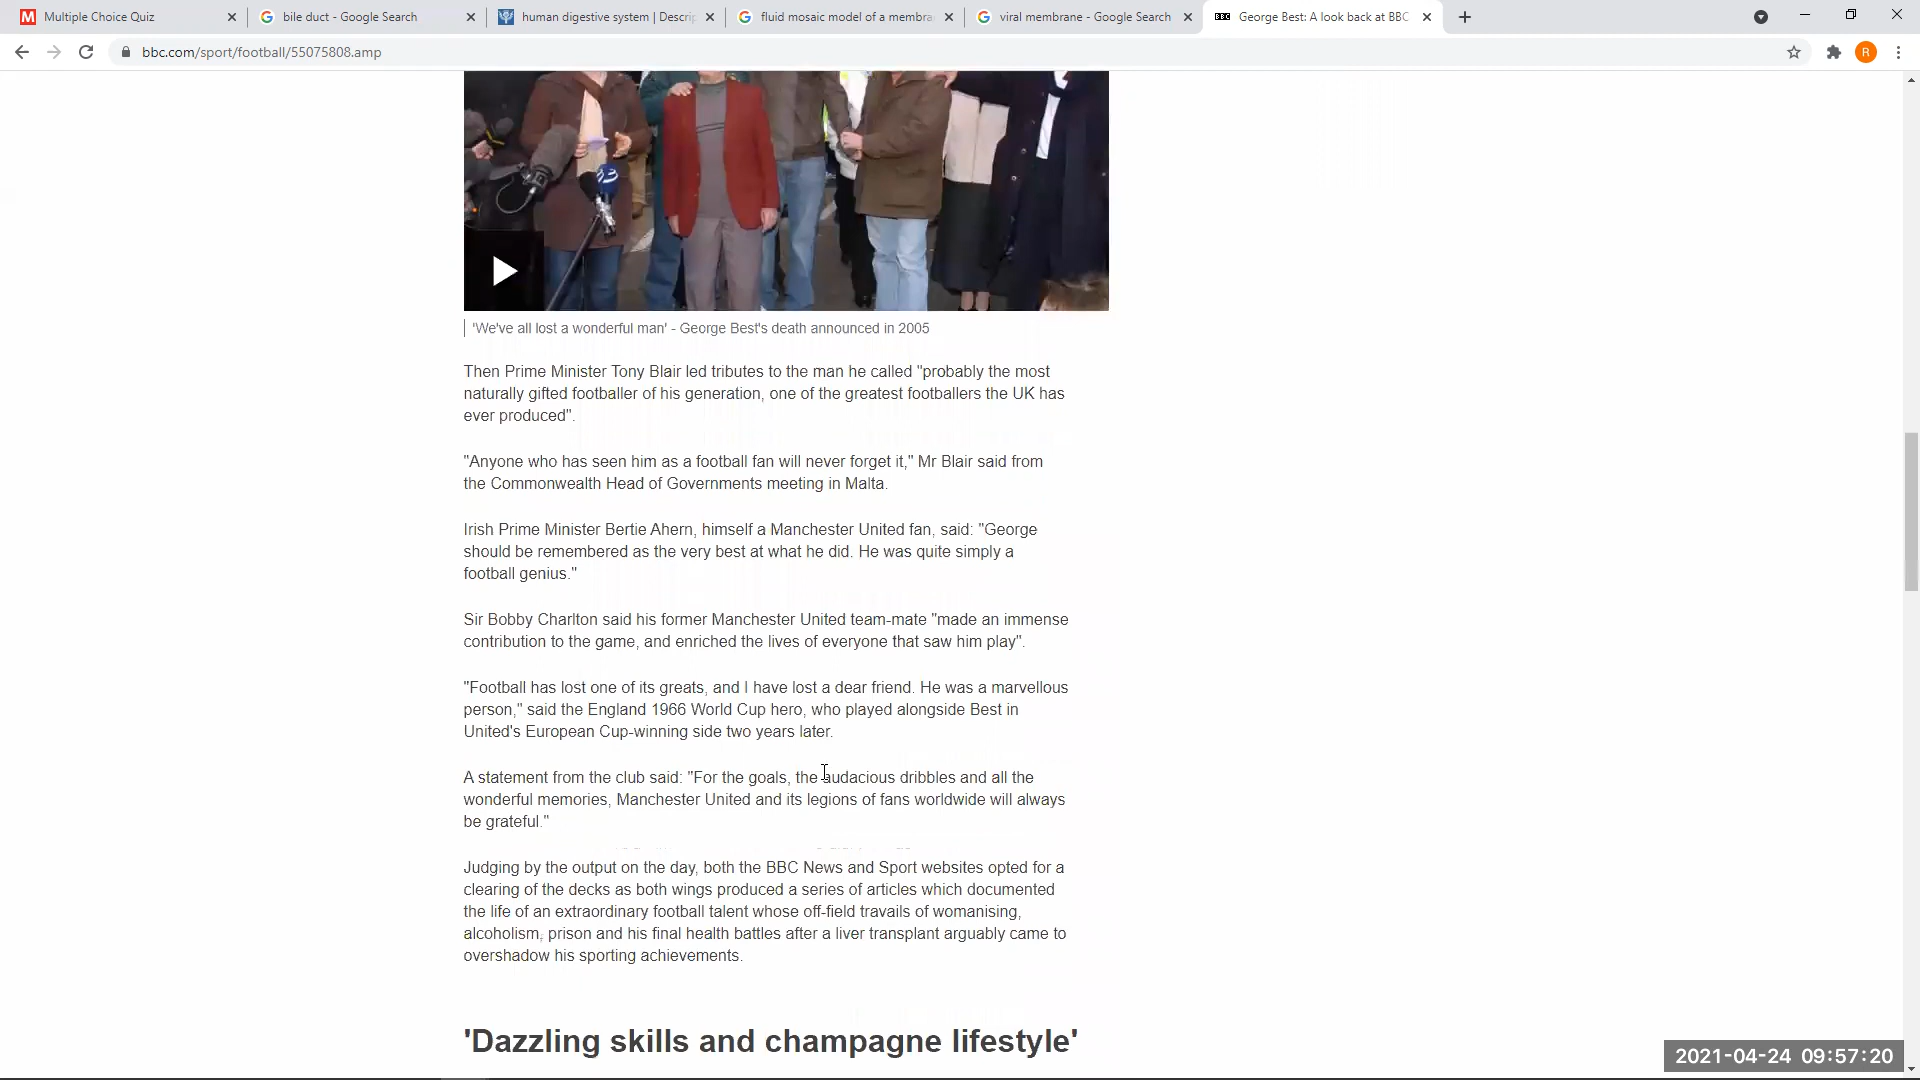 Multiple Choice Quiz
bile duct - Google Search
human digestive system | Descrip
fluid mosaic model of a membra
viral membrane - Google Search
BBC George Best: A look back at BBC
bbc.com/sport/football/55075808.amp
R
'We've all lost a wonderful man' - George Best's death announced in 2005
Then Prime Minister Tony Blair led tributes to the man he called "probably the most
naturally gifted footballer of his generation, one of the greatest footballers the UK has
ever produced".
"Anyone who has seen him as a football fan will never forget it," Mr Blair said from
the Commonwealth Head of Governments meeting in Malta.
Irish Prime Minister Bertie Ahern, himself a Manchester United fan, said: "George
should be remembered as the very best at what he did. He was quite simply a
football genius."
Sir Bobby Charlton said his former Manchester United team-mate "made an immense
contribution to the game, and enriched the lives of everyone that saw him play".
"Football has lost one of its greats, and I have lost a dear friend. He was a marvellous
person," said the England 1966 World Cup hero, who played alongside Best in
United's European Cup-winning side two years later.
A statement from the club said: "For the goals, the audacious dribbles and all the
wonderful memories, Manchester United and its legions of fans worldwide will always
be grateful."
Judging by the output on the day, both the BBC News and Sport websites opted for a
clearing of the decks as both wings produced a series of articles which documented
the life of an extraordinary football talent whose off-field travails of womanising,
alcoholism, prison and his final health battles after a liver transplant arguably came to
overshadow his sporting achievements.
'Dazzling skills and champagne lifestyle'
2021-04-24 09:57:20